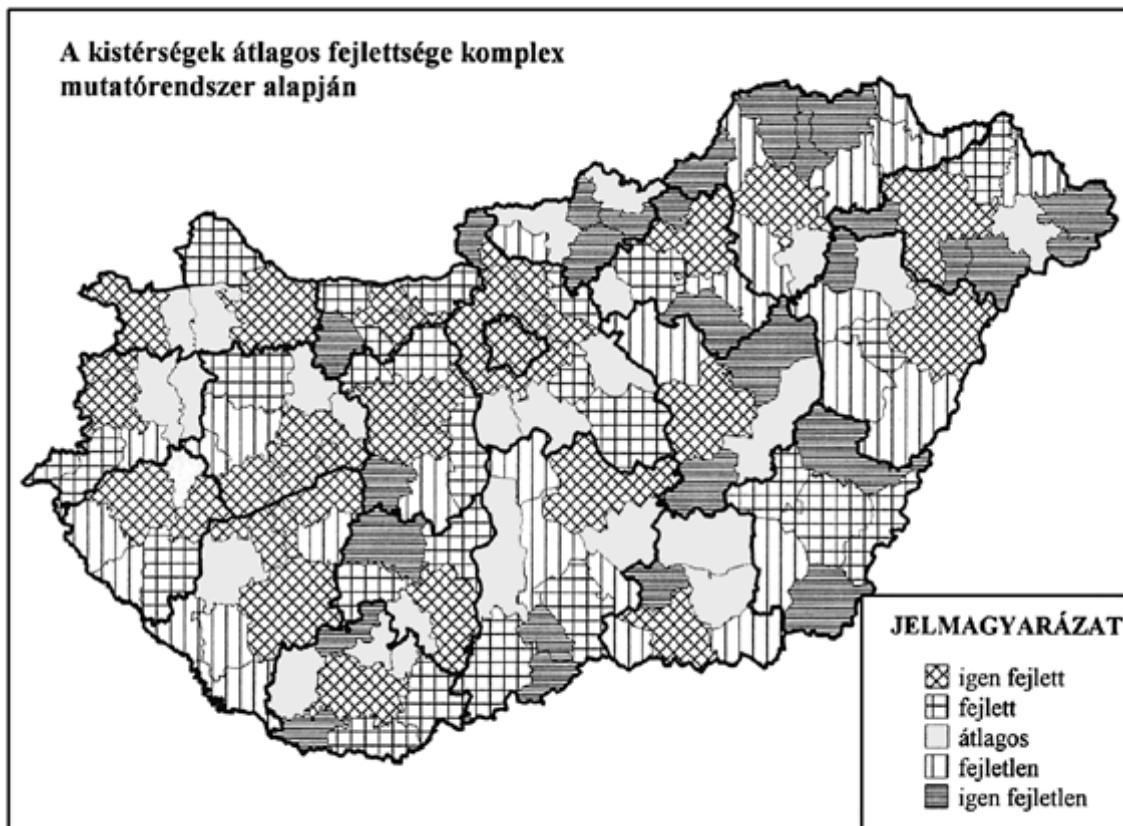 A kistérségek átlagos fejlettsége komplex
mutatórendszer alapján
JELMAGYARÁZAT
igen fejlett
fejlett
átlagos
fejletlen
igen fejletlen